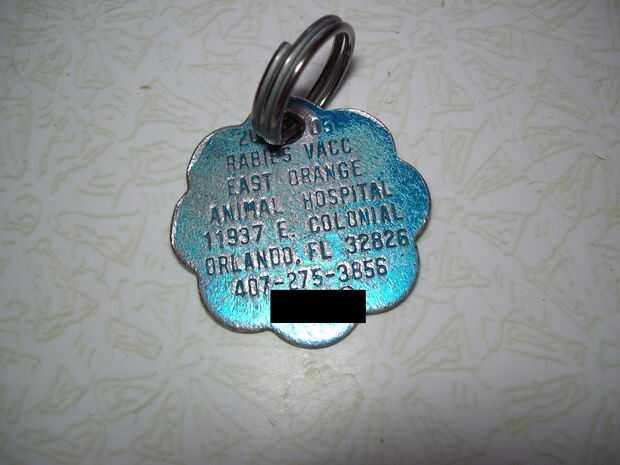 RABIES VACC
EAST ORANGE
ANIMAL HOSPITAL
11937 E. COLONIAL
ORLANDO, FL 32826
407-275-3856